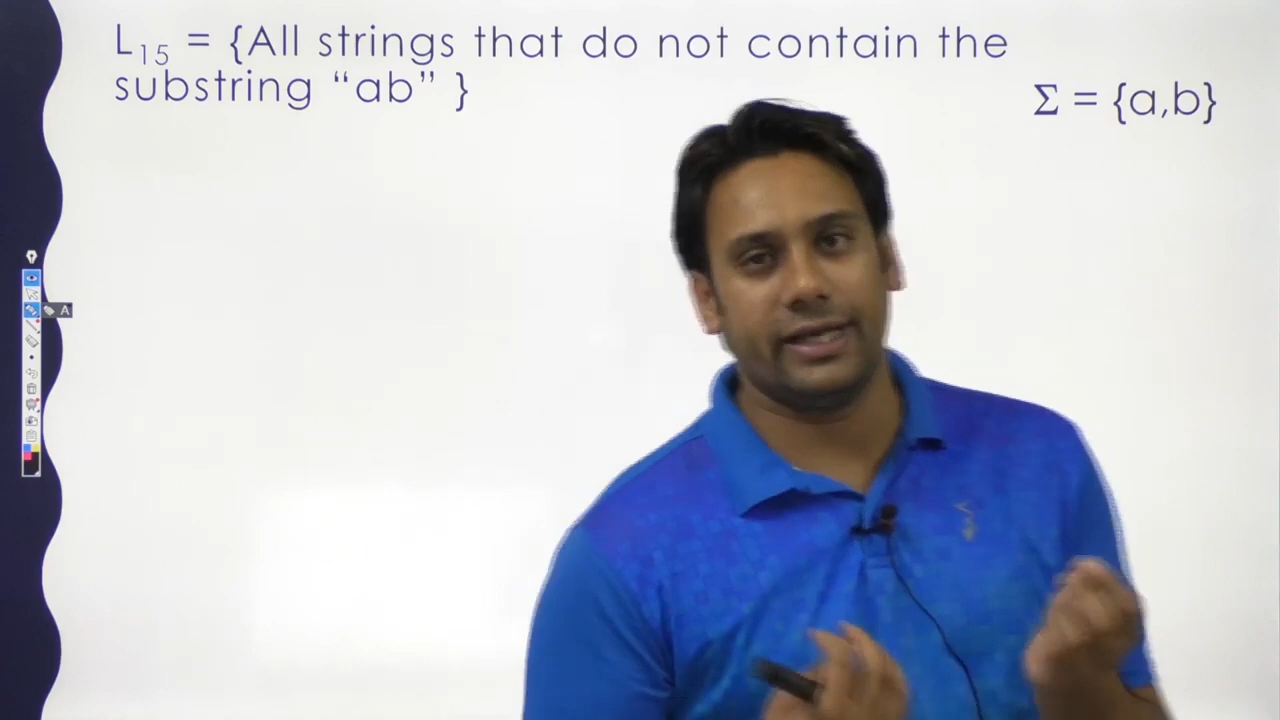 L₁₅ = {All strings that do not contain the
substring “ab” }
Σ = {a,b}
A